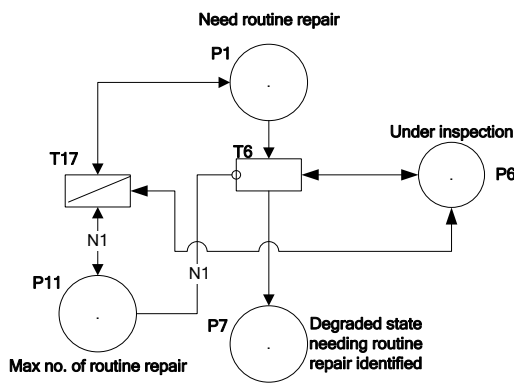 Need routine repair
P1
T6
Under inspection
T17
P6
N1
N1
P11
P7
Degraded state
needing routine
repair identified
Max no. of routine repair